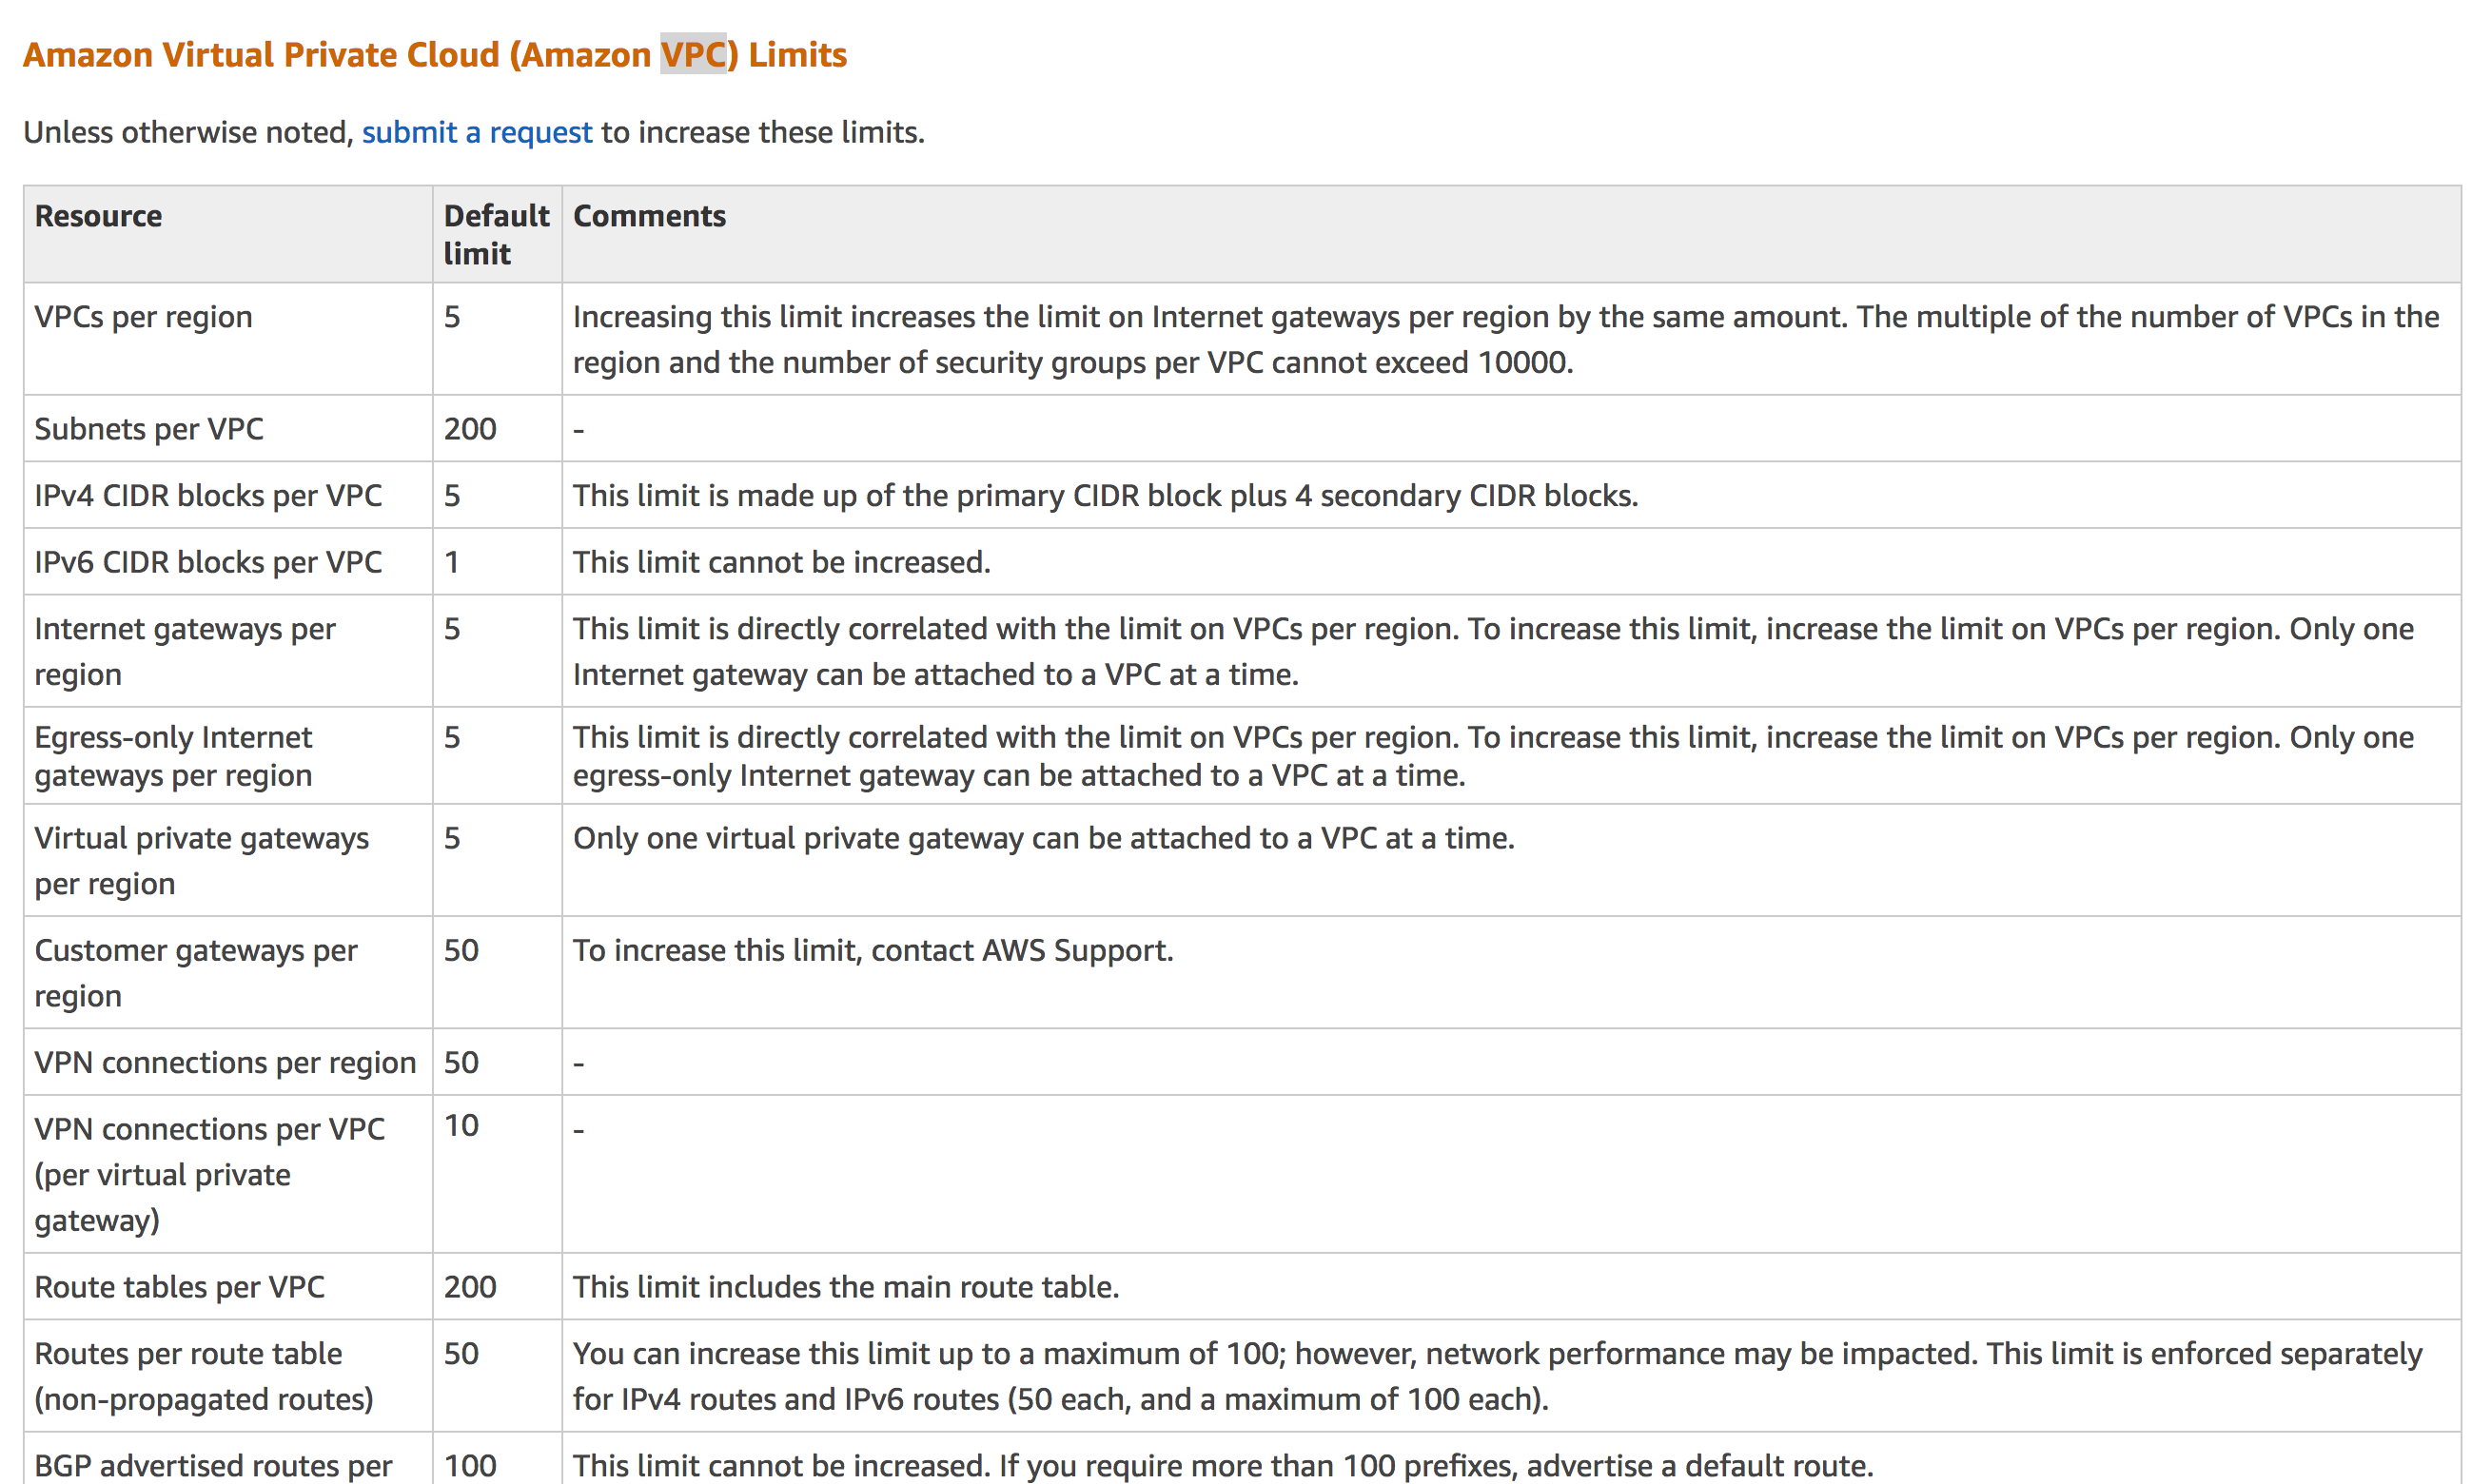 Amazon Virtual Private Cloud (Amazon VPC) Limits
Unless otherwise noted, submit a request to increase these limits.
Resource
Default
limit
Comments
VPCs per region
5
Increasing this limit increases the limit on Internet gateways per region by the same amount. The multiple of the number of VPCs in the
region and the number of security groups per VPC cannot exceed 10000.
Subnets per VPC
200
-
IPv4 CIDR blocks per VPC
5
This limit is made up of the primary CIDR block plus 4 secondary CIDR blocks.
IPv6 CIDR blocks per VPC
1
This limit cannot be increased.
Internet gateways per
region
5
This limit is directly correlated with the limit on VPCs per region. To increase this limit, increase the limit on VPCs per region. Only one
Internet gateway can be attached to a VPC at a time.
Egress-only Internet
gateways per region
5
This limit is directly correlated with the limit on VPCs per region. To increase this limit, increase the limit on VPCs per region. Only one
egress-only Internet gateway can be attached to a VPC at a time.
Virtual private gateways
per region
5
Only one virtual private gateway can be attached to a VPC at a time.
Customer gateways per
region
50
To increase this limit, contact AWS Support.
VPN connections per region
50
-
VPN connections per VPC
(per virtual private
gateway)
10
-
Route tables per VPC
200
This limit includes the main route table.
Routes per route table
(non-propagated routes)
50
You can increase this limit up to a maximum of 100; however, network performance may be impacted. This limit is enforced separately
for IPv4 routes and IPv6 routes (50 each, and a maximum of 100 each).
BGP advertised routes per
100
This limit cannot be increased. If you require more than 100 prefixes, advertise a default route.